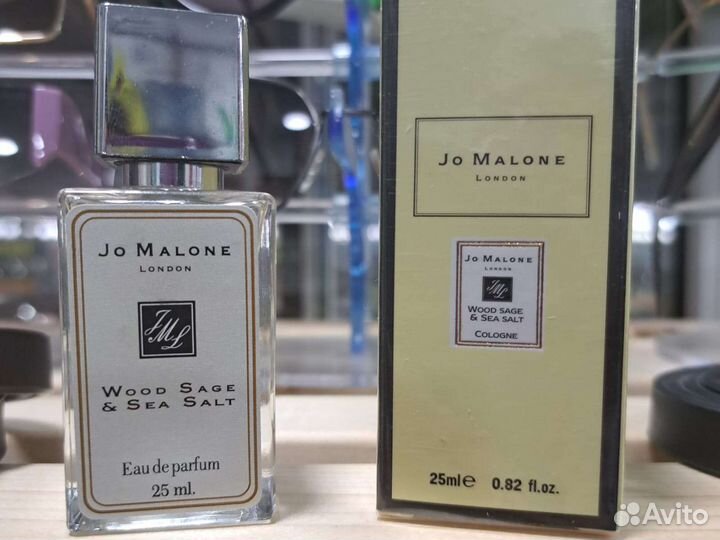 JO MALONE
LONDON
JML
WOOD SAGE
& SEA SALT
Eau de parfum
25 ml.
JO MALONE
LONDON
JO MALONE
LONDON
JML
WOOD SAGE
& SEA SALT
COLOGNE
25ml e 0.82 fl.oz.
Avito